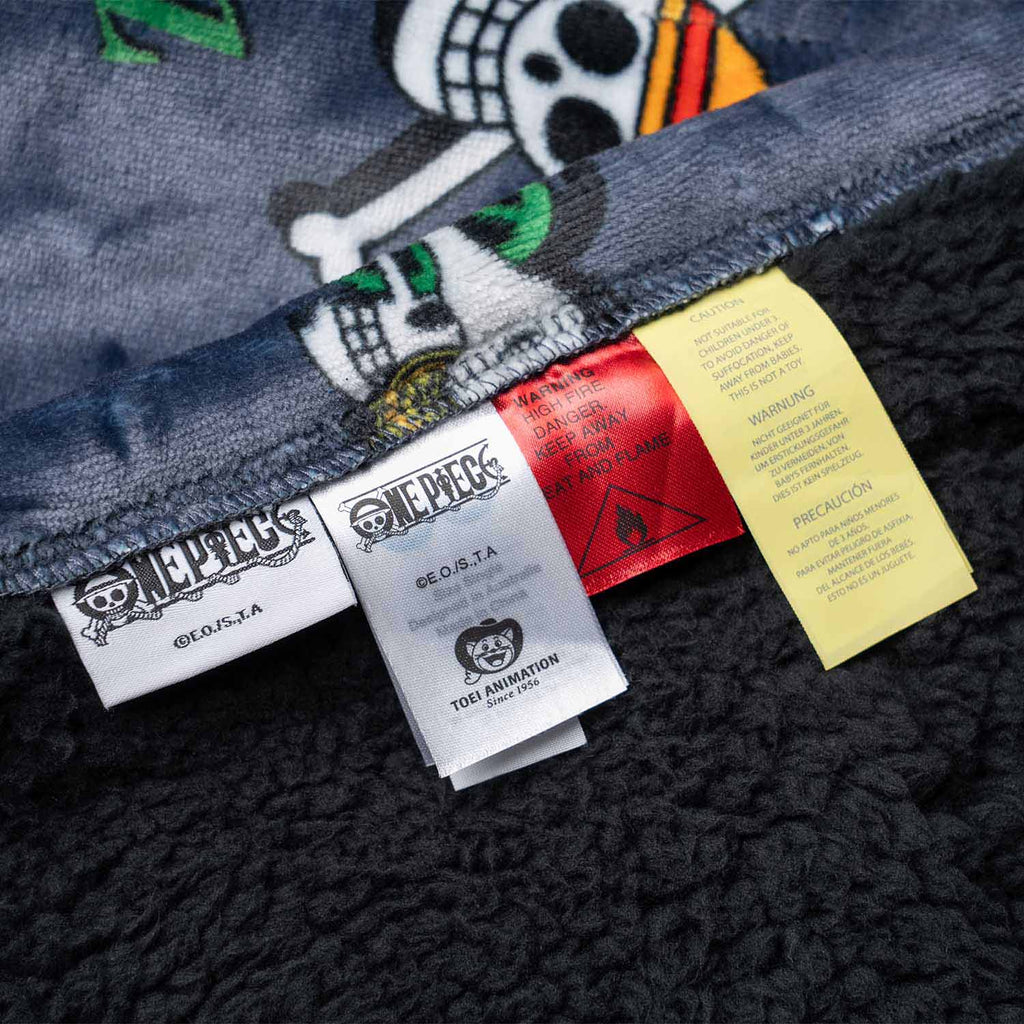 Z
ONE PIECE
©E.O./S.,T.A
ONE PIECE
©E.O./S.,T.A
TOEI ANIMATION
Since 1956
WARNING
HIGH FIRE
DANGER
KEEP AWAY
FROM
EAT AND FLAME
CAUTION
NOT SUITABLE FOR
CHILDREN UNDER 3
TO AVOID DANGER OF
SUFFOCATION, KEEP
AWAY FROM BABIES.
THIS IS NOT A TOY
WARNUNG
NICHT GEEIGNET FÜR
KINDER UNTER 3 JAHREN.
UM ERSTICKUNGSGEFAHR
ZU VERMEIDEN VON
BABYS FERNHALTEN.
DIES IST KEIN SPIELZEUG.
PRECAUCIÓN
NO APTO PARA NIÑOS MENORES
DE 3 AÑOS.
PARA EVITAR PELIGRO DE ASFIXIA,
MANTENER FUERA
DEL ALCANCE DE LOS BEBÉS.
ESTO NO ES UN JUGUETE.